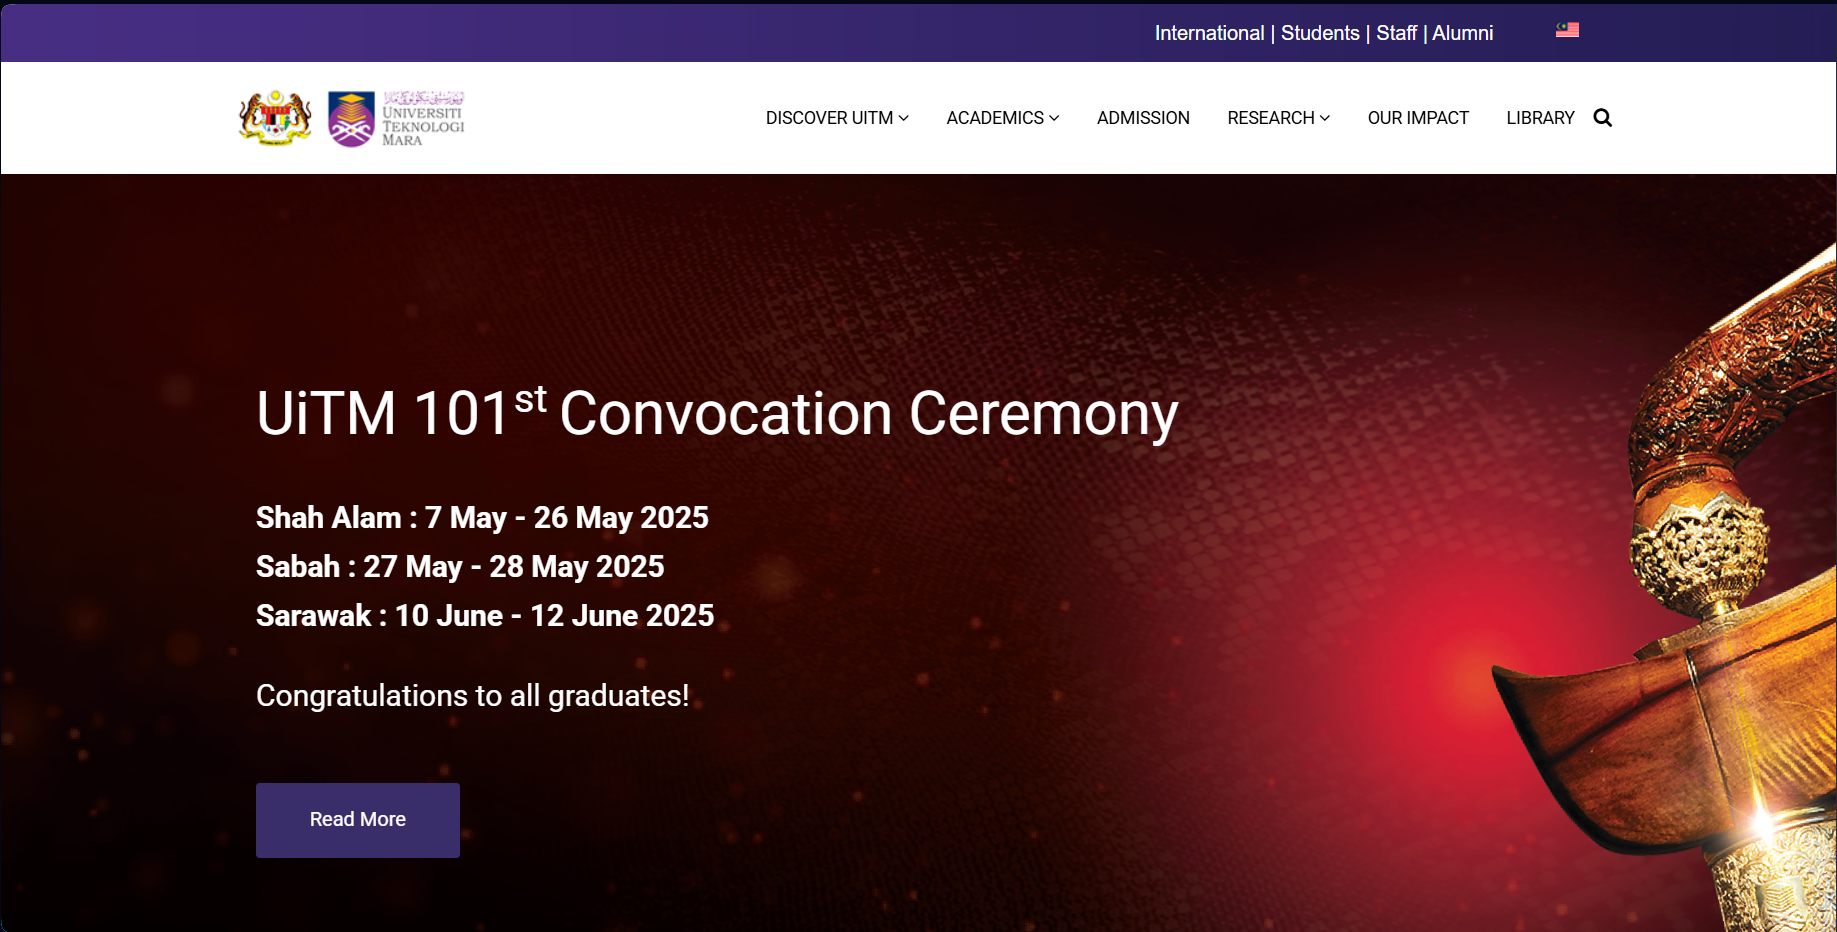 International | Students | Staff | Alumni
UNIVERSITI
TEKNOLOGI
MARA
DISCOVER UITM
ACADEMICS
ADMISSION
RESEARCH
OUR IMPACT
LIBRARY
UiTM 101st Convocation Ceremony
Shah Alam : 7 May - 26 May 2025
Sabah : 27 May - 28 May 2025
Sarawak : 10 June - 12 June 2025
Congratulations to all graduates!
Read More